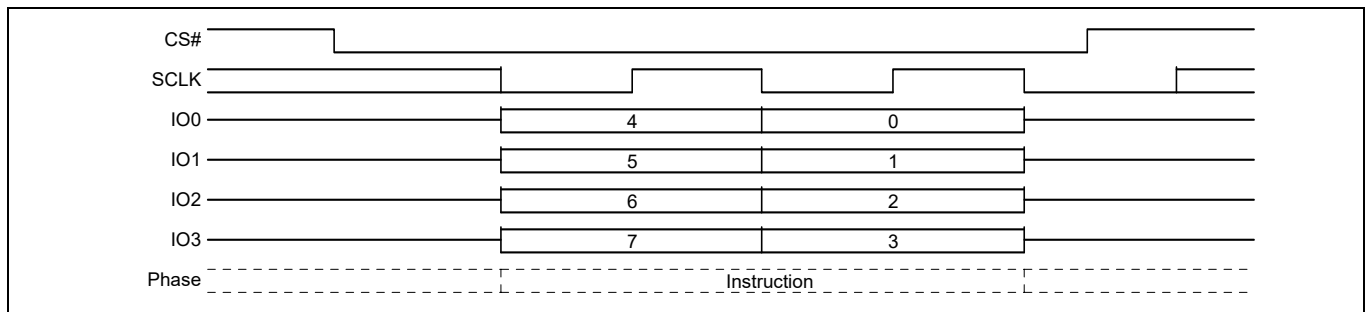 CS#
SCLK
IO0 4 0
IO1 5 1
IO2 6 2
IO3 7 3
Phase Instruction